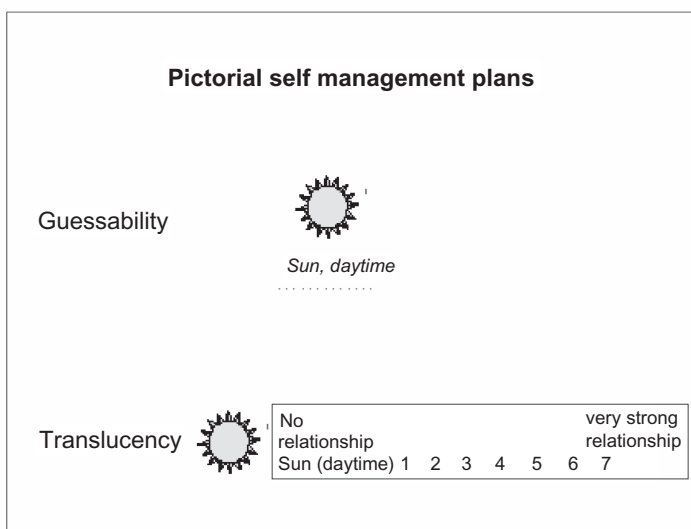 Pictorial self management plans
Guessability
Sun, daytime
.............
Translucency
No relationship
very strong relationship
Sun (daytime) 1 2 3 4 5 6 7